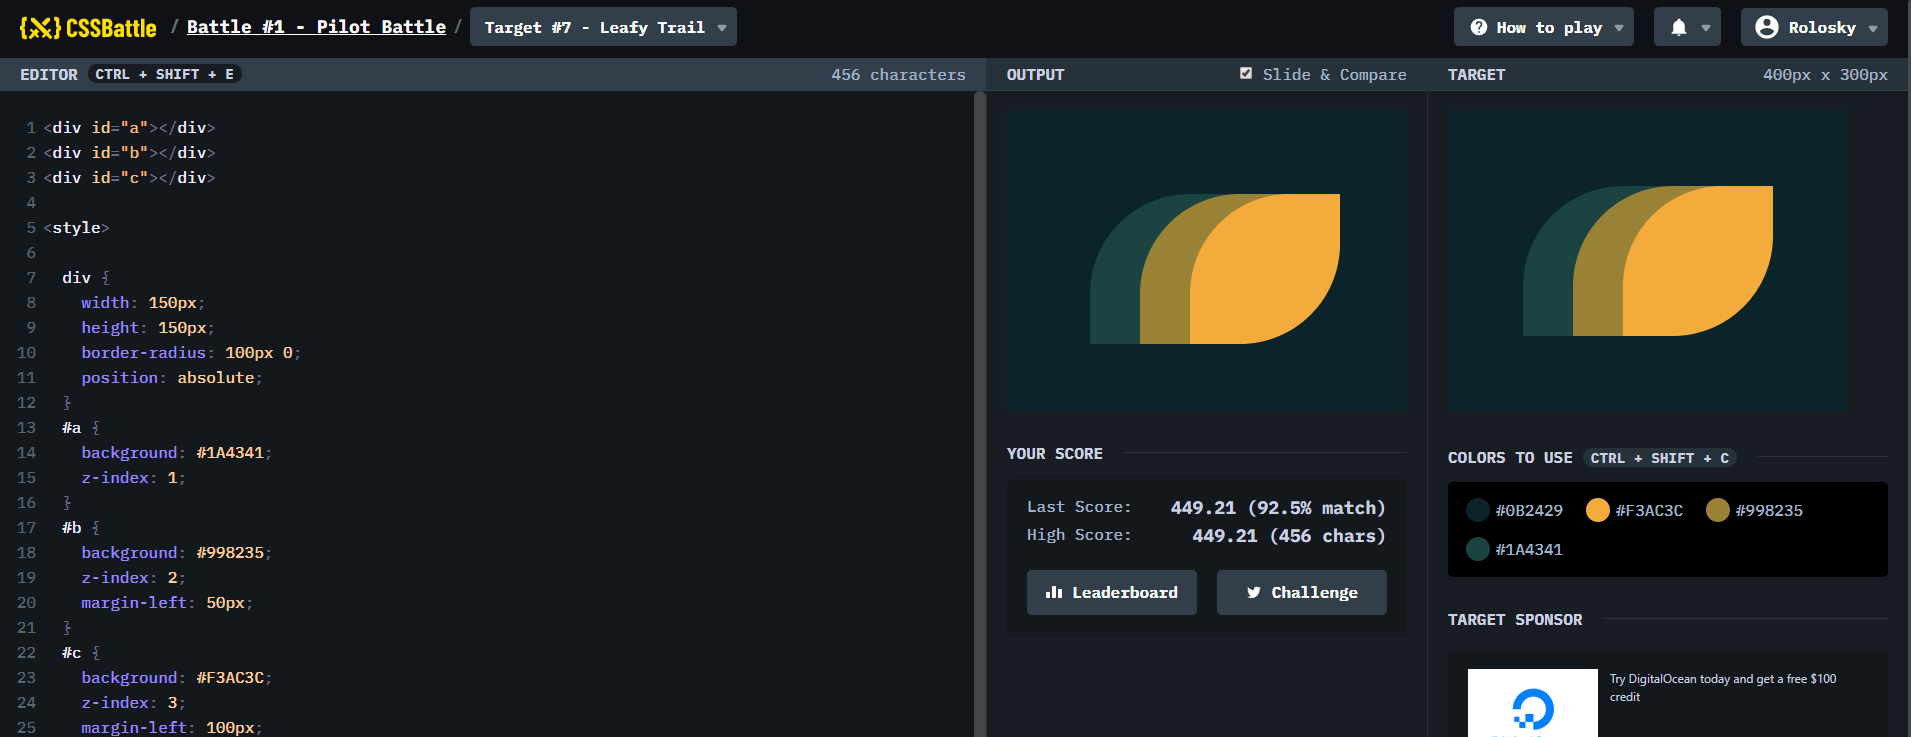 CSSBattle / Battle #1 - Pilot Battle / Target #7 - Leafy Trail
How to play
Rolosky
EDITOR CTRL + SHIFT + E 456 characters
1 <div id="a"></div>
2 <div id="b"></div>
3 <div id="c"></div>
4
5 <style>
6
7 div {
8 width: 150px;
9 height: 150px;
10 border-radius: 100px 0;
11 position: absolute;
12 }
13 #a {
14 background: #1A4341;
15 z-index: 1;
16 }
17 #b {
18 background: #998235;
19 z-index: 2;
20 margin-left: 50px;
21 }
22 #c {
23 background: #F3AC3C;
24 z-index: 3;
25 margin-left: 100px;
OUTPUT Slide & Compare
YOUR SCORE
Last Score: 449.21 (92.5% match)
High Score: 449.21 (456 chars)
Leaderboard Challenge
TARGET 400px x 300px
COLORS TO USE CTRL + SHIFT + C
#0B2429 #F3AC3C #998235
#1A4341
TARGET SPONSOR
Try DigitalOcean today and get a free $100
credit